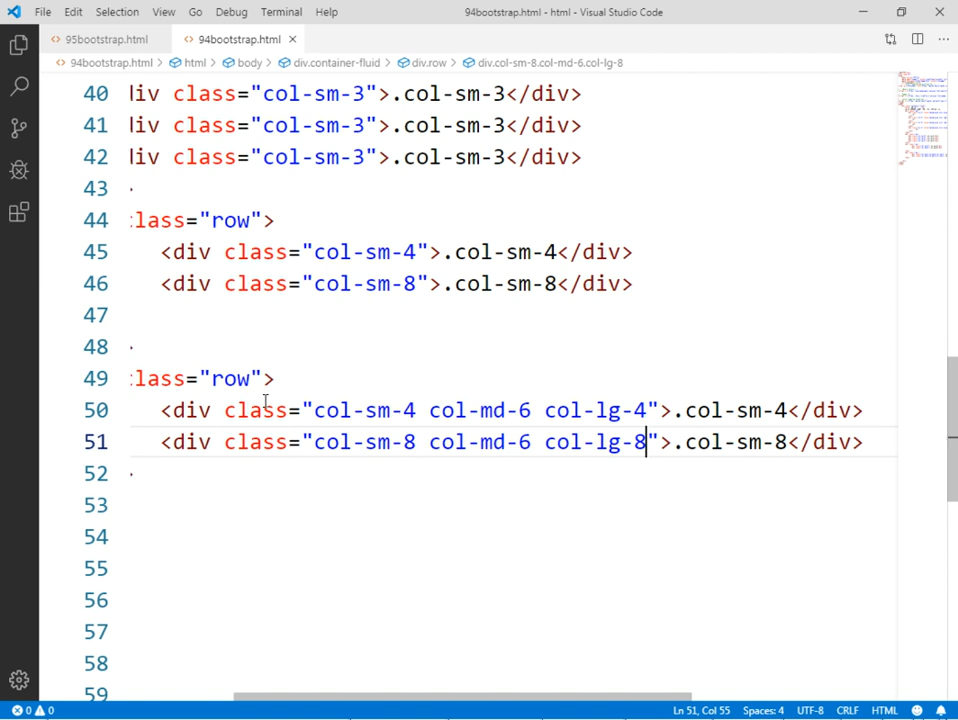 File Edit Selection View Go Debug Terminal Help 94bootstrap.html - html - Visual Studio Code
95bootstrap.html 94bootstrap.html
94bootstrap.html > html > body > div.container-fluid > div.row > div.col-sm-8.col-md-6.col-lg-8
40 liv class="col-sm-3">.col-sm-3</div>
41 liv class="col-sm-3">.col-sm-3</div>
42 liv class="col-sm-3">.col-sm-3</div>
43
44 lass="row">
45 <div class="col-sm-4">.col-sm-4</div>
46 <div class="col-sm-8">.col-sm-8</div>
47
48
49 lass="row">
50 <div class="col-sm-4 col-md-6 col-lg-4">.col-sm-4</div>
51 <div class="col-sm-8 col-md-6 col-lg-8">.col-sm-8</div>
52
53
54
55
56
57
58
59
0 0 Ln 51, Col 55 Spaces: 4 UTF-8 CRLF HTML